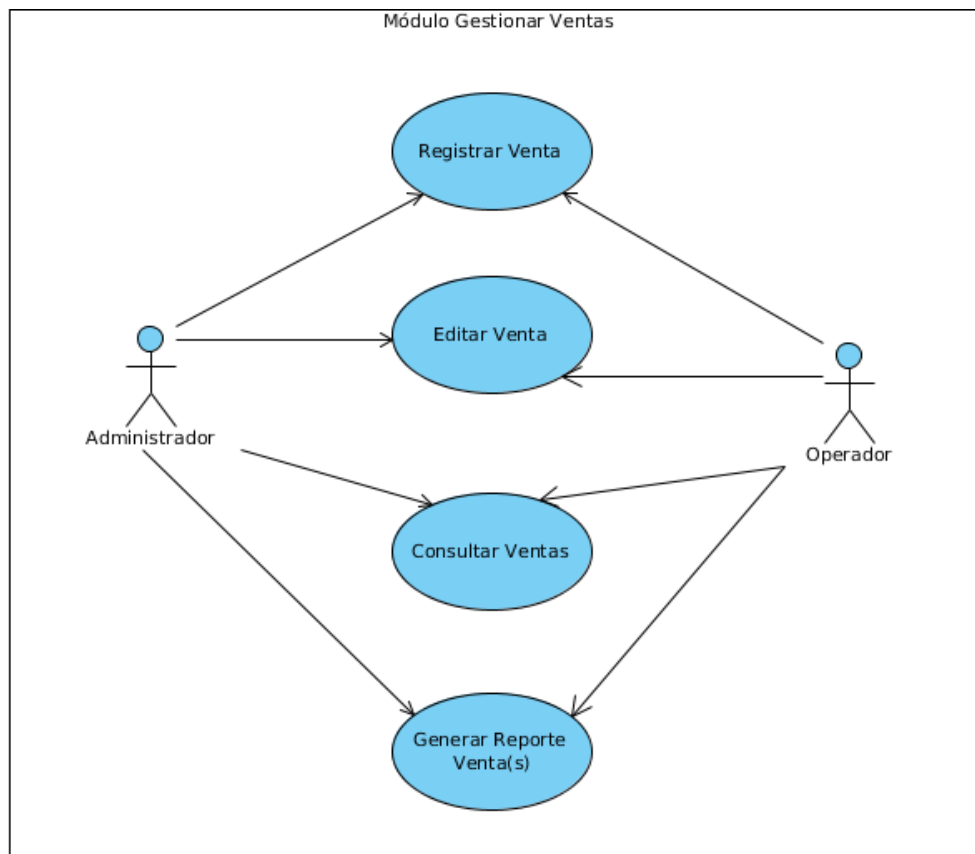 Módulo Gestionar Ventas
Registrar Venta
Editar Venta
Administrador
Operador
Consultar Ventas
Generar Reporte
Venta(s)